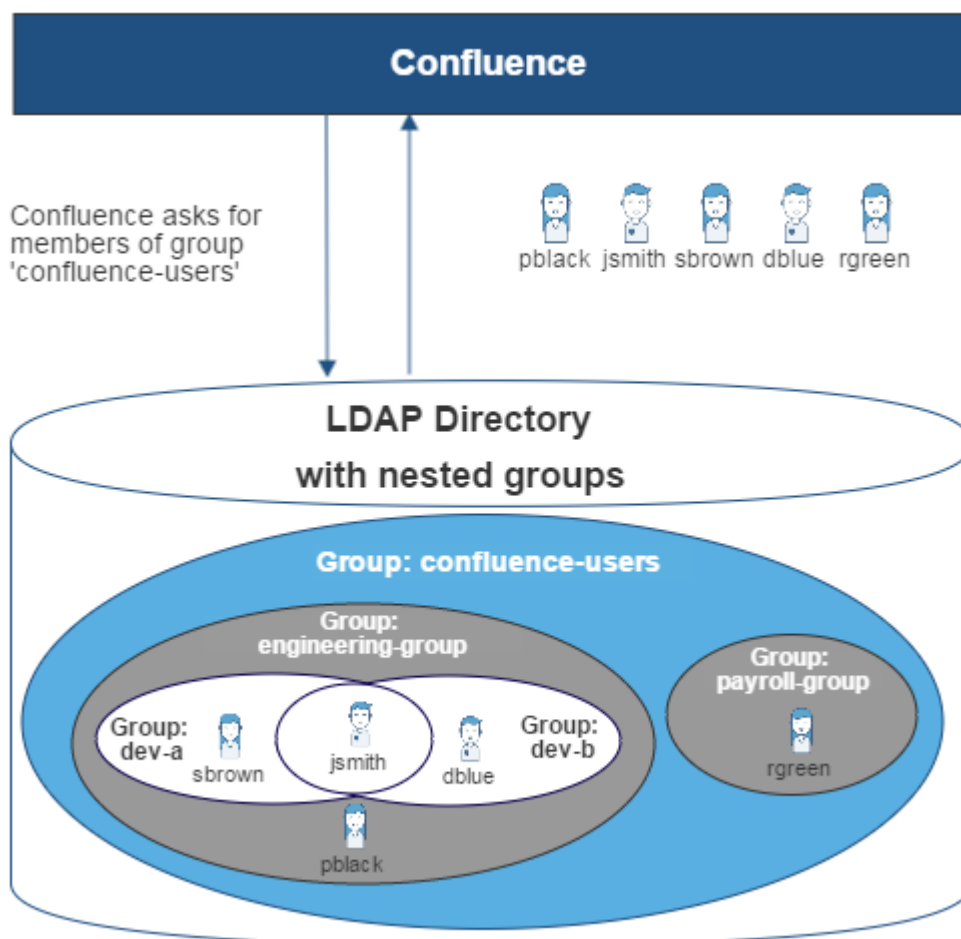 Confluence
Confluence asks for
members of group
'confluence-users'
pblack jsmith sbrown dblue rgreen
LDAP Directory
with nested groups
Group: confluence-users
Group:
engineering-group
Group:
dev-a
sbrown
jsmith
dblue
Group:
dev-b
pblack
Group:
payroll-group
rgreen